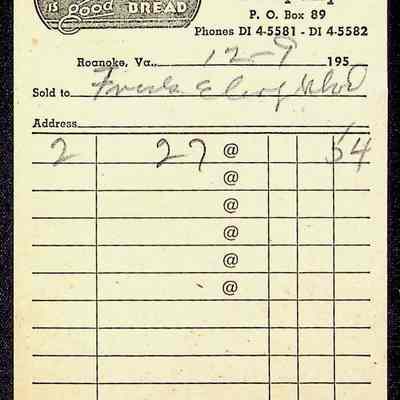 IS good BREAD
P. O. Box 89
Phones DI 4-5581 - DI 4-5582
Roanoke, Va., 12-9 195
Sold to
Address
2 27 @ 54
@
@
@
@
@